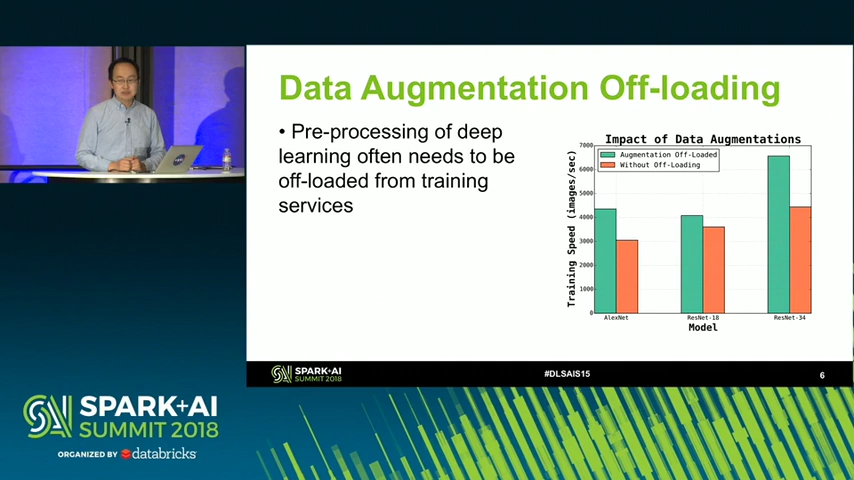 Data Augmentation Off-loading
• Pre-processing of deep
learning often needs to be
off-loaded from training
services
Impact of Data Augmentations
Augmentation Off-Loaded
Without Off-Loading
Training Speed (images/sec)
7000
6000
5000
4000
3000
2000
1000
0
AlexNet
ResNet-18
ResNet-34
Model
SPARK+AI
SUMMIT 2018
#DLSAIS15
6
SPARK+AI
SUMMIT 2018
ORGANIZED BY databricks